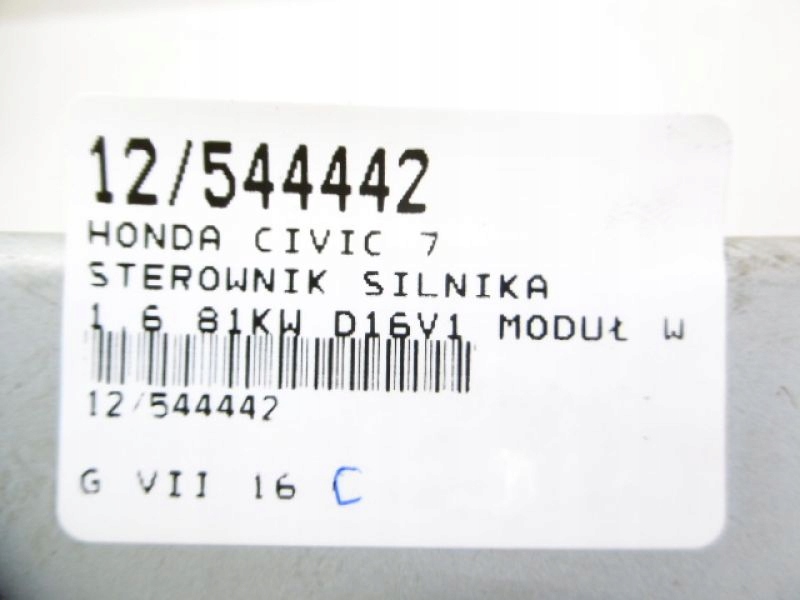 12/544442
HONDA CIVIC 7
STEROWNIK SILNIKA
1.6 81KW D16V1 MODUŁ W
12/544442
G VII 16 C